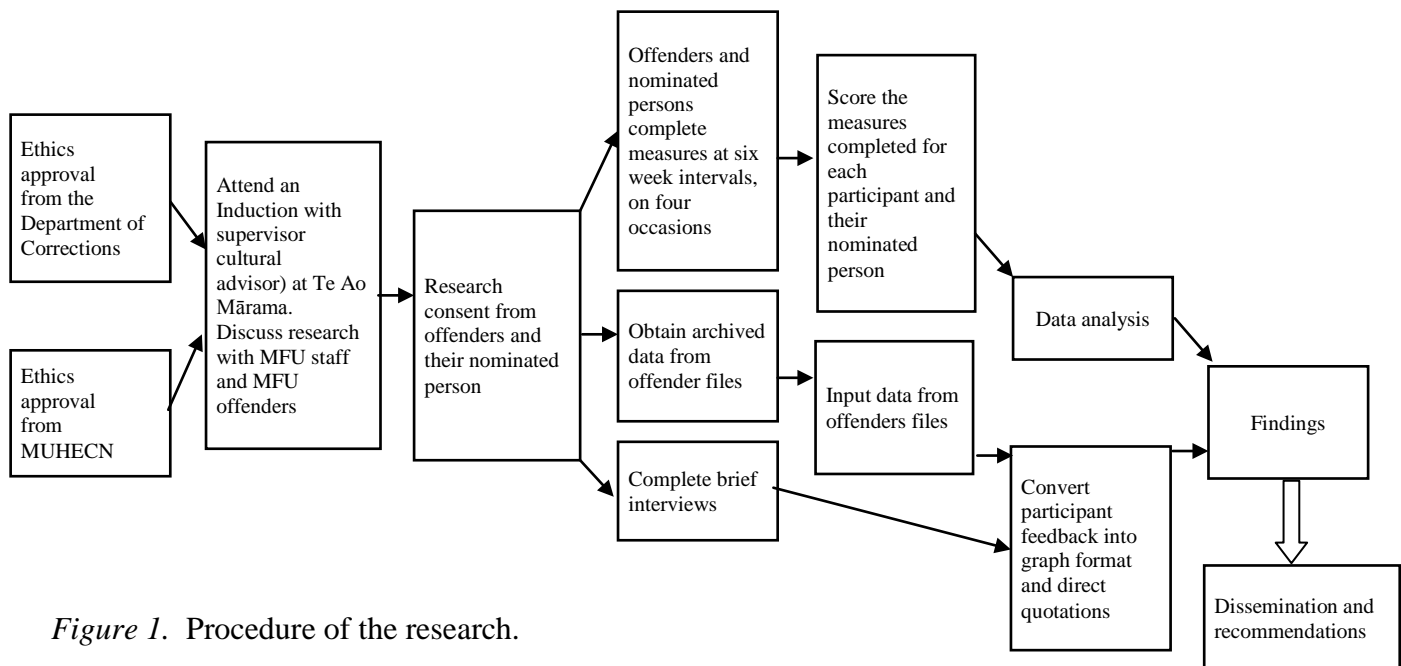 Ethics
approval
from the
Department of
Corrections
Ethics
approval
from
MUHECN
Attend an
Induction with
supervisor
cultural
advisor) at Te Ao
Mārama.
Discuss research
with MFU staff
and MFU
offenders
Research
consent from
offenders and
their nominated
person
Offenders and
nominated
persons
complete
measures at six
week intervals,
on four
occasions
Obtain archived
data from
offender files
Complete brief
interviews
Score the
measures
completed for
each
participant and
their
nominated
person
Input data from
offenders files
Data analysis
Convert
participant
feedback into
graph format
and direct
quotations
Findings
Dissemination and
recommendations
Figure 1. Procedure of the research.